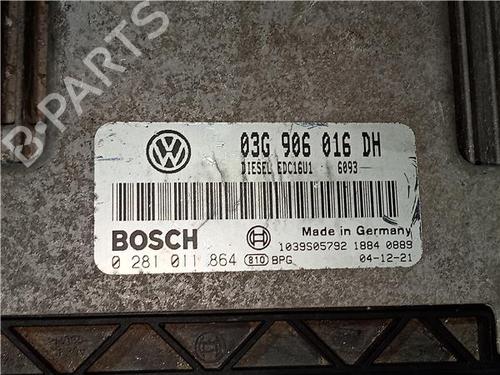 B-PARTS
03G 906 016 DH
DIESEL EDC16U1 6093
BOSCH
Made in Germany
1039S05792 1884 0889
0 281 011 864 810 BPG 04-12-21